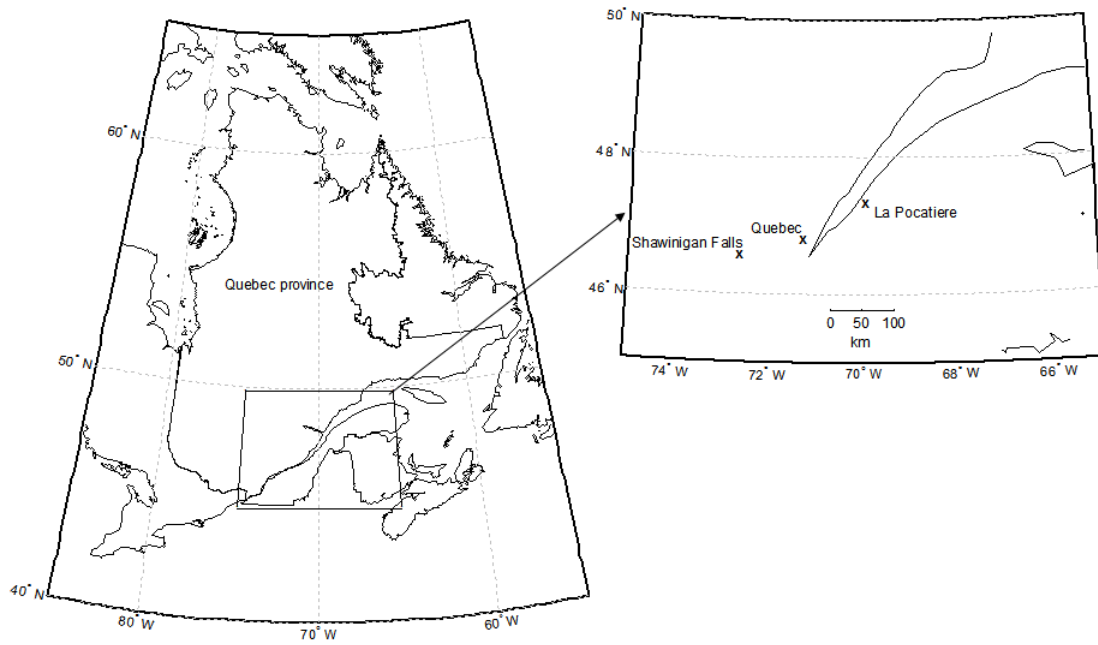 60° N
50° N
40° N
80° W
70° W
60° W
Quebec province
50° N
48° N
46° N
Shawinigan Falls
Quebec
La Pocatiere
0 50 100
km
74° W
72° W
70° W
68° W
66° W